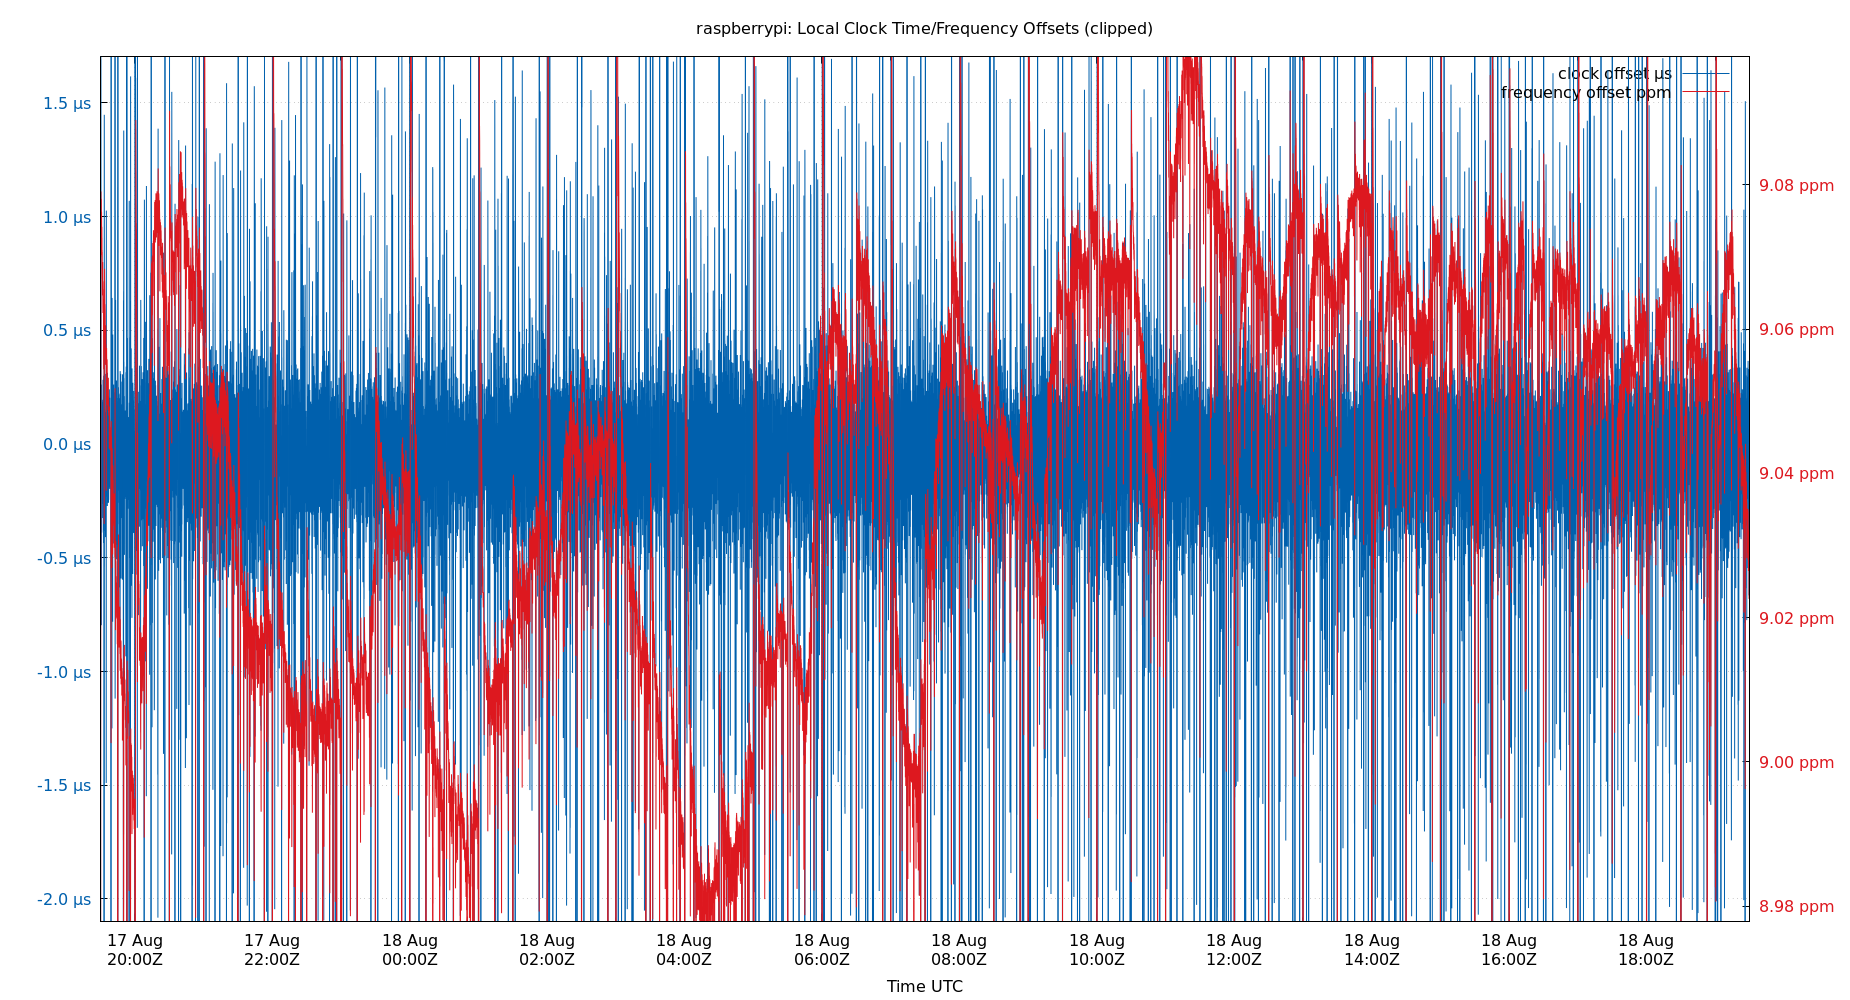 raspberrypi: Local Clock Time/Frequency Offsets (clipped)
clock offset µs
frequency offset ppm
1.5 µs
1.0 µs
0.5 µs
0.0 µs
-0.5 µs
-1.0 µs
-1.5 µs
-2.0 µs
9.08 ppm
9.06 ppm
9.04 ppm
9.02 ppm
9.00 ppm
8.98 ppm
17 Aug 17 Aug 18 Aug 18 Aug 18 Aug 18 Aug 18 Aug 18 Aug 18 Aug 18 Aug 18 Aug 18 Aug
20:00Z 22:00Z 00:00Z 02:00Z 04:00Z 06:00Z 08:00Z 10:00Z 12:00Z 14:00Z 16:00Z 18:00Z
Time UTC